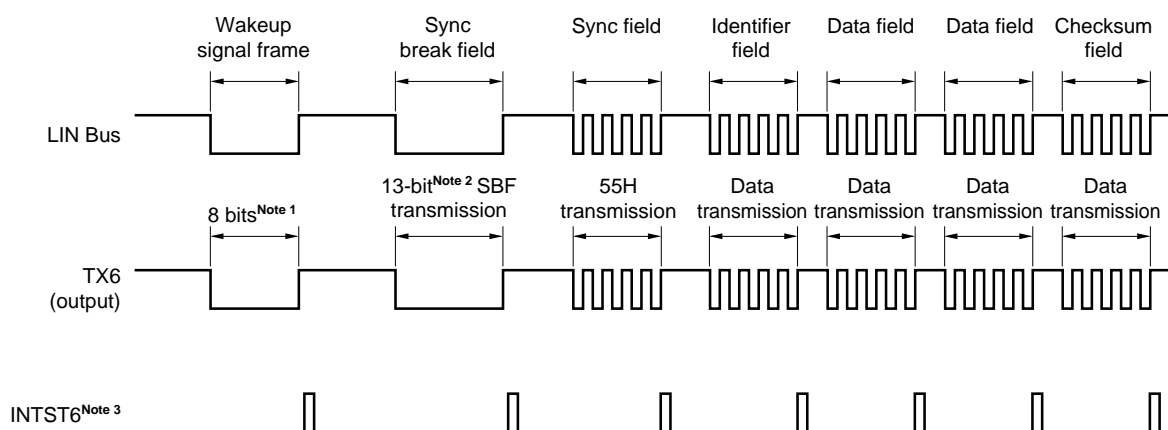 Wakeup
signal frame
Sync
break field
Sync field
Identifier
field
Data field
Data field
Checksum
field
LIN Bus
8 bitsNote 1
13-bitNote 2 SBF
transmission
55H
transmission
Data
transmission
Data
transmission
Data
transmission
Data
transmission
TX6
(output)
INTST6Note 3